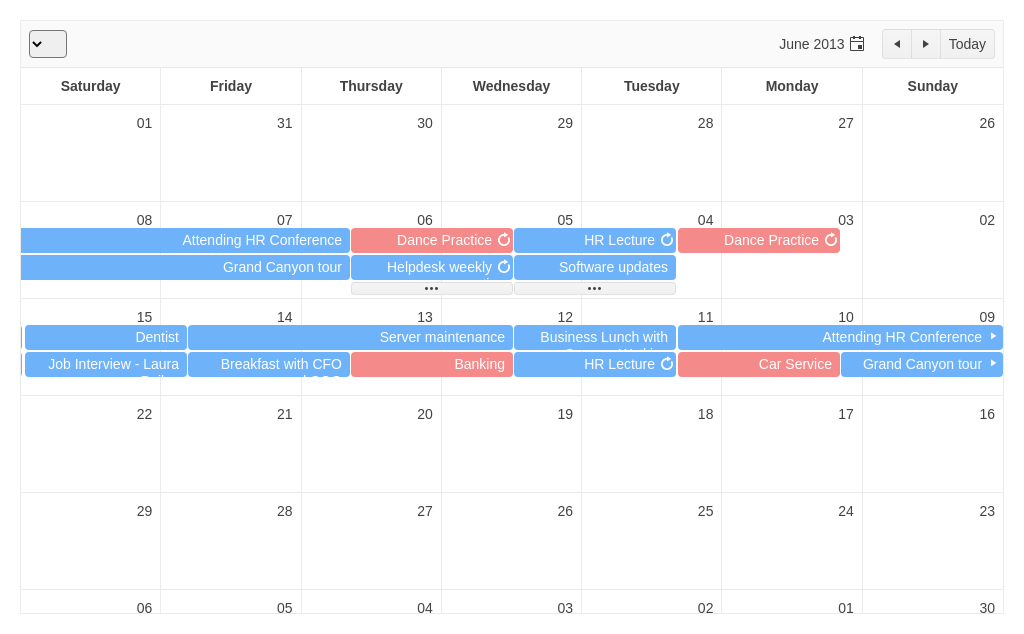 June 2013
Today
Saturday Friday Thursday Wednesday Tuesday Monday Sunday
01 31 30 29 28 27 26
08 07 06 05 04 03 02
Attending HR Conference Dance Practice HR Lecture Dance Practice
Grand Canyon tour Helpdesk weekly Software updates
15 14 13 12 11 10 09
Dentist Server maintenance Business Lunch with Attending HR Conference
Job Interview - Laura Breakfast with CFO Banking HR Lecture Car Service Grand Canyon tour
22 21 20 19 18 17 16
29 28 27 26 25 24 23
06 05 04 03 02 01 30